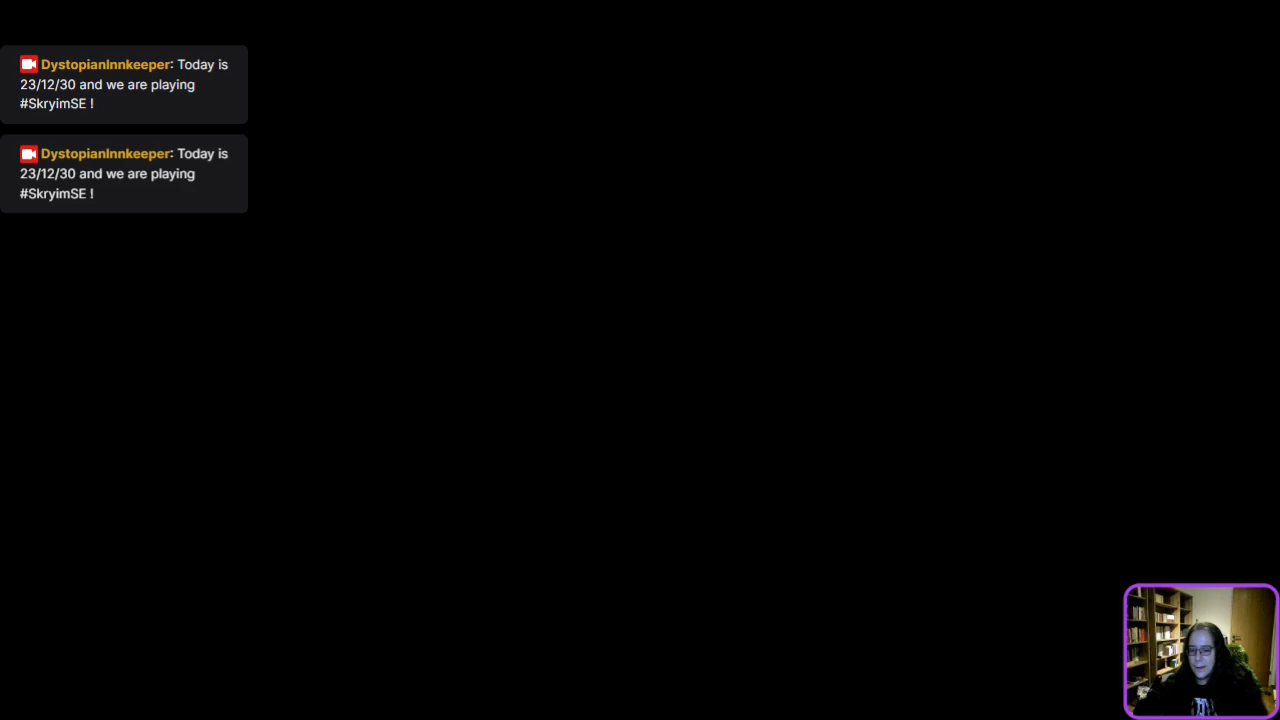 DystopianInnkeeper: Today is
23/12/30 and we are playing
#SkryimSE !
DystopianInnkeeper: Today is
23/12/30 and we are playing
#SkryimSE !